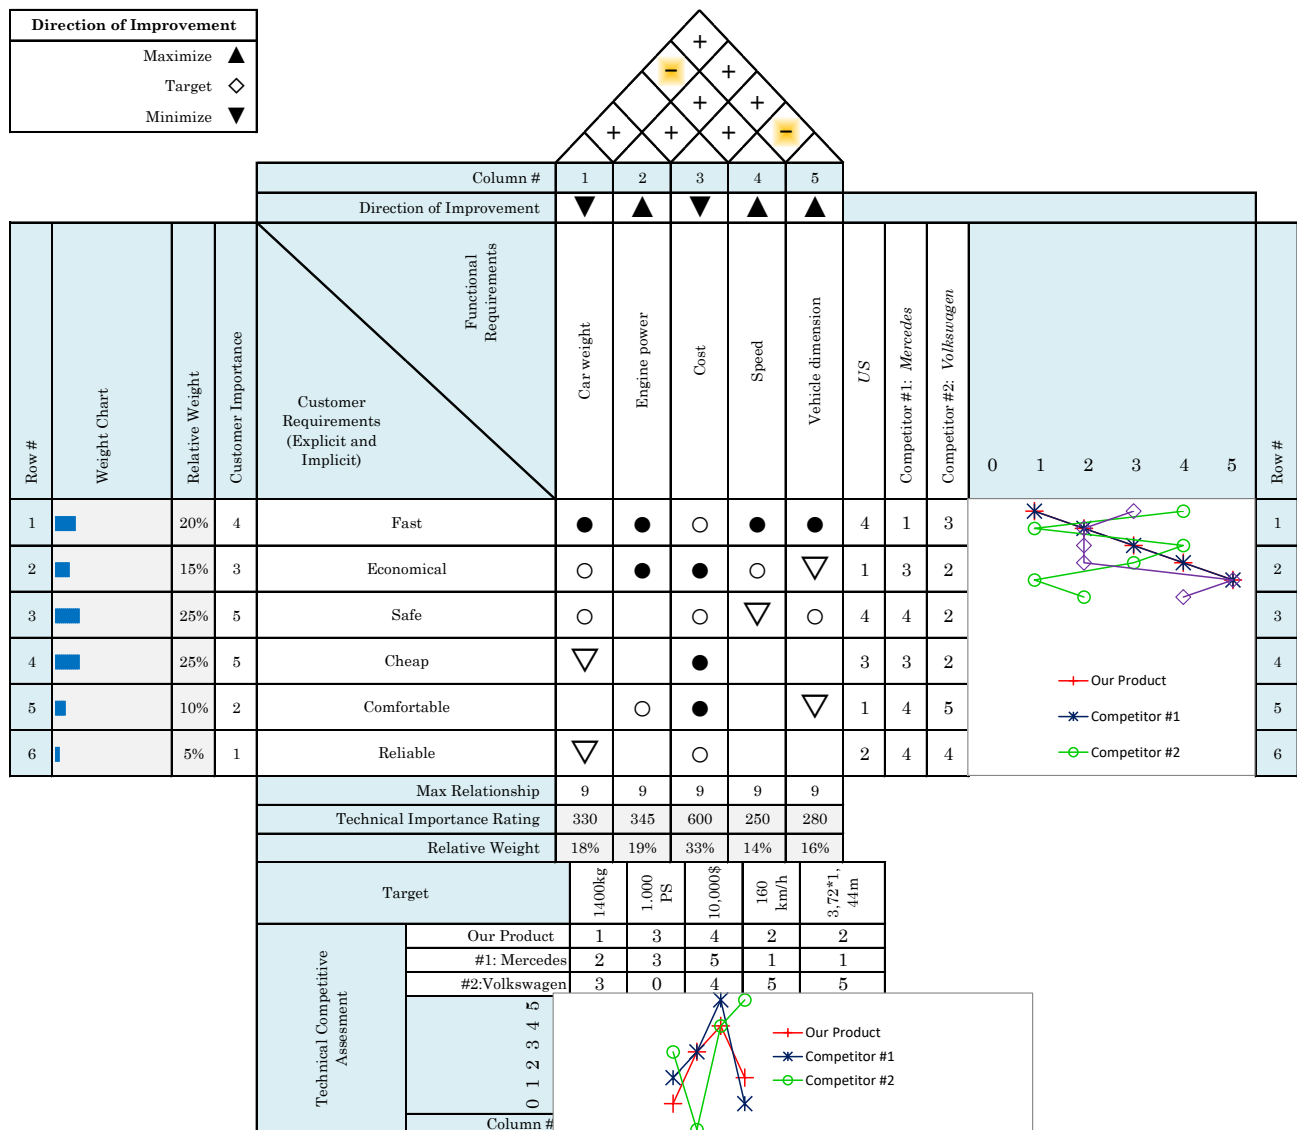 Direction of Improvement
Maximize ▲
Target ◇
Minimize ▼
+
− +
+ +
+ + + −
Column # 1 2 3 4 5
Direction of Improvement ▼ ▲ ▼ ▲ ▲
Row #
Weight Chart
Relative Weight
Customer Importance
Customer
Requirements
(Explicit and
Implicit)
Functional
Requirements
Car weight
Engine power
Cost
Speed
Vehicle dimension
US
Competitor #1: Mercedes
Competitor #2: Volkswagen
0 1 2 3 4 5
Row #
1 20% 4 Fast ● ● ○ ● ● 4 1 3 1
2 15% 3 Economical ○ ● ● ○ ▽ 1 3 2 2
3 25% 5 Safe ○ ○ ▽ ○ 4 4 2 3
4 25% 5 Cheap ▽ ● 3 3 2 4
5 10% 2 Comfortable ○ ● ▽ 1 4 5 5
6 5% 1 Reliable ▽ ○ 2 4 4 6
Our Product
Competitor #1
Competitor #2
Max Relationship 9 9 9 9 9
Technical Importance Rating 330 345 600 250 280
Relative Weight 18% 19% 33% 14% 16%
Target
1400kg
1.000
PS
10,000$
160
km/h
3,72*1,
44m
Technical Competitive
Assesment
Our Product 1 3 4 2 2
#1: Mercedes 2 3 5 1 1
#2:Volkswagen 3 0 4 5 5
0 1 2 3 4 5
Our Product
Competitor #1
Competitor #2
Column #